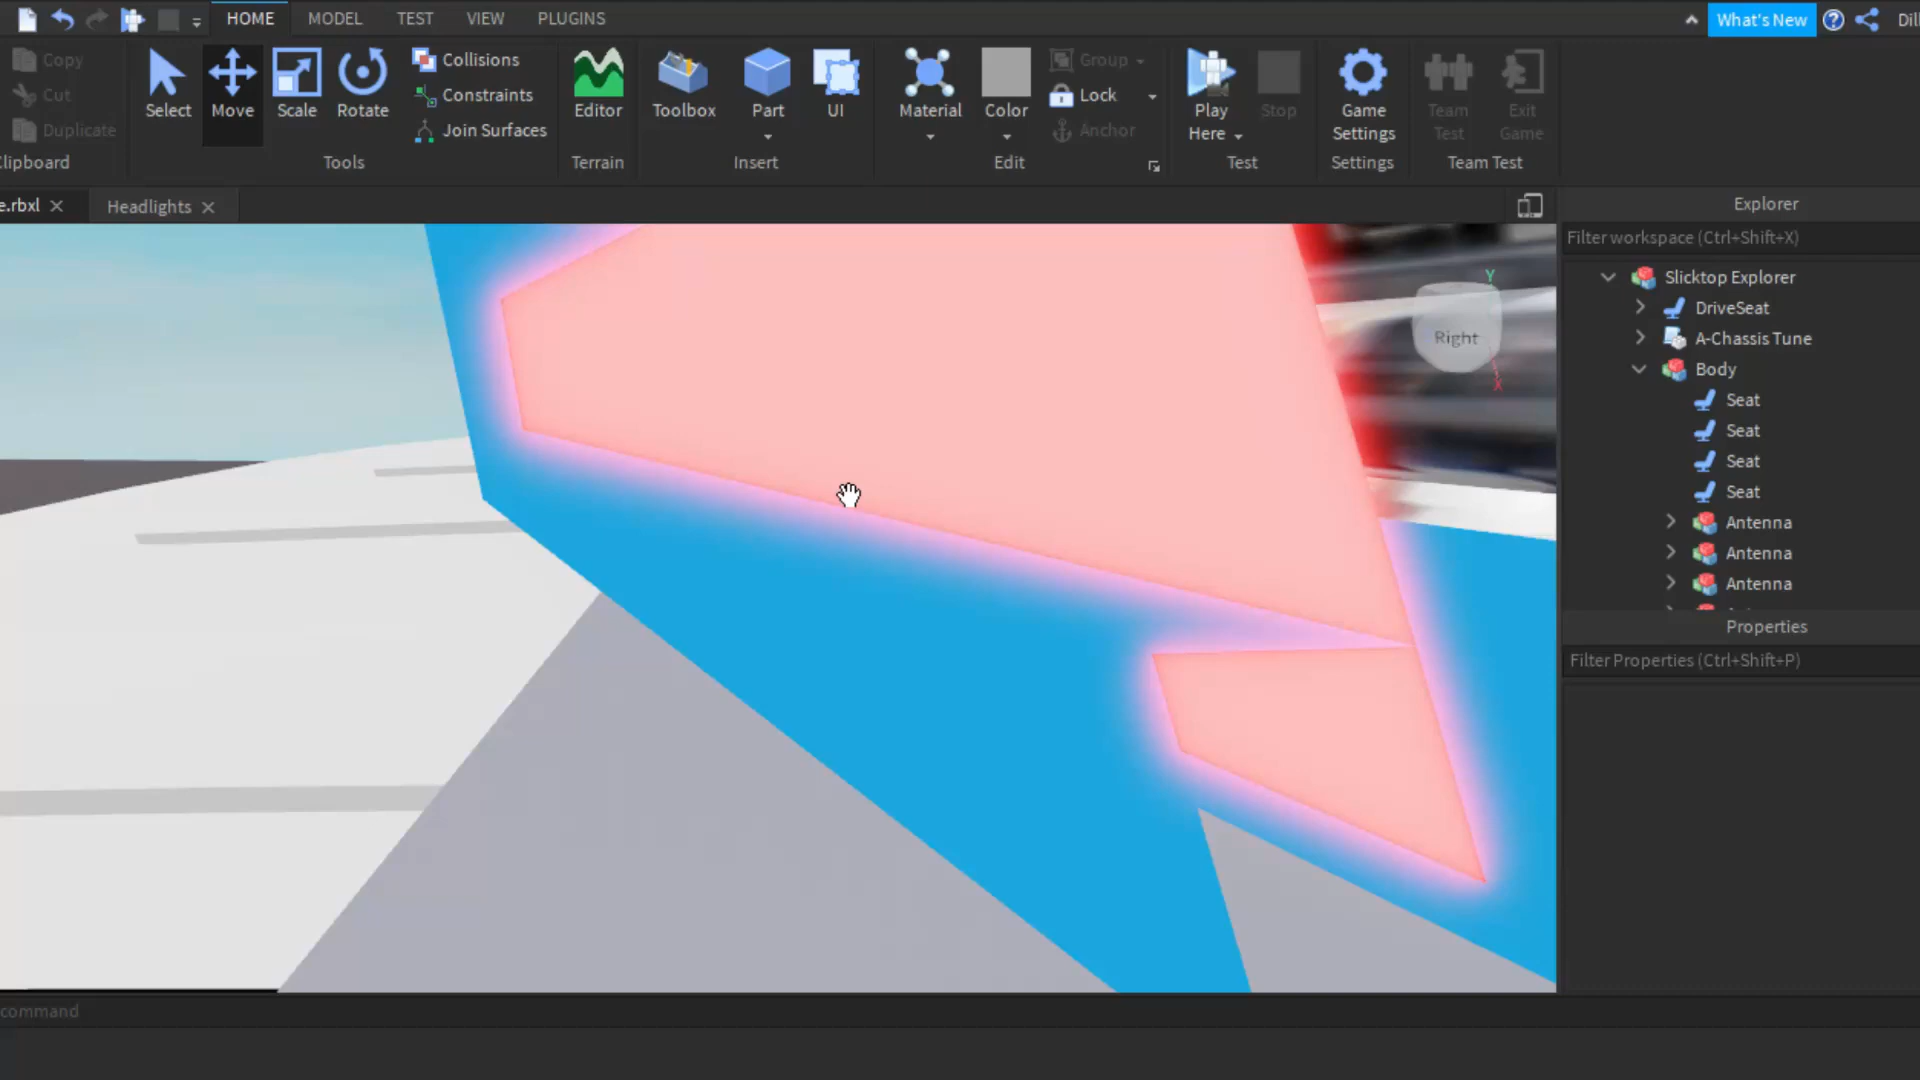 HOME
MODEL
TEST
VIEW
PLUGINS
What's New
Copy
Cut
Duplicate
Select
Move
Scale
Rotate
Collisions
Constraints
Join Surfaces
Editor
Toolbox
Part
UI
Material
Color
Group
Lock
Anchor
Play Here
Stop
Game Settings
Team Test
Exit Game
lipboard
Tools
Terrain
Insert
Edit
Test
Settings
Team Test
e.rbxl
Headlights
Explorer
Filter workspace (Ctrl+Shift+X)
Slicktop Explorer
DriveSeat
A-Chassis Tune
Body
Seat
Seat
Seat
Seat
Antenna
Antenna
Antenna
Y
Right
X
Properties
Filter Properties (Ctrl+Shift+P)
command